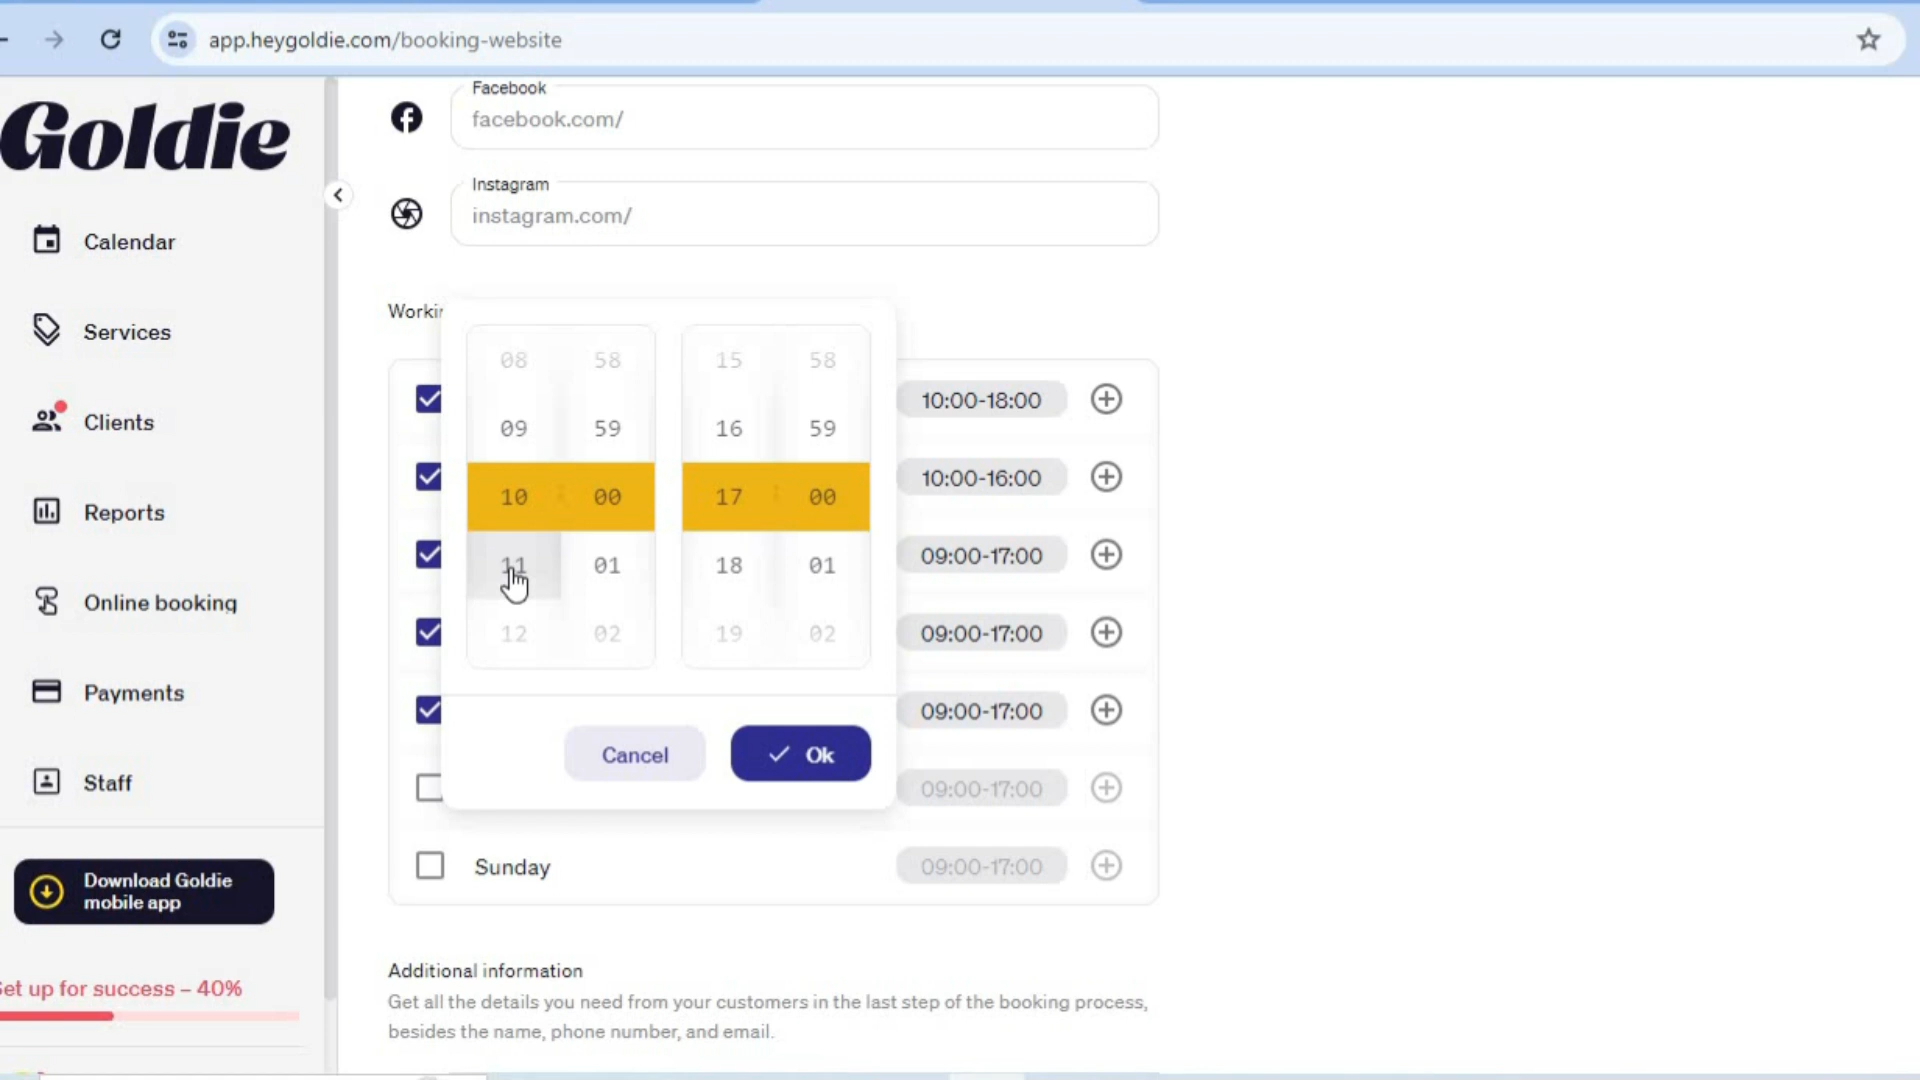 app.heygoldie.com/booking-website
Goldie
Calendar
Services
Clients
Reports
Online booking
Payments
Staff
Download Goldie
mobile app
et up for success – 40%
Facebook
facebook.com/
Instagram
instagram.com/
08 58 15 58
09 59 16 59
10 : 00 17 : 00
11 01 18 01
12 02 19 02
Cancel
Ok
10:00-18:00
10:00-16:00
09:00-17:00
09:00-17:00
09:00-17:00
09:00-17:00
Sunday 09:00-17:00
Additional information
Get all the details you need from your customers in the last step of the booking process,
besides the name, phone number, and email.